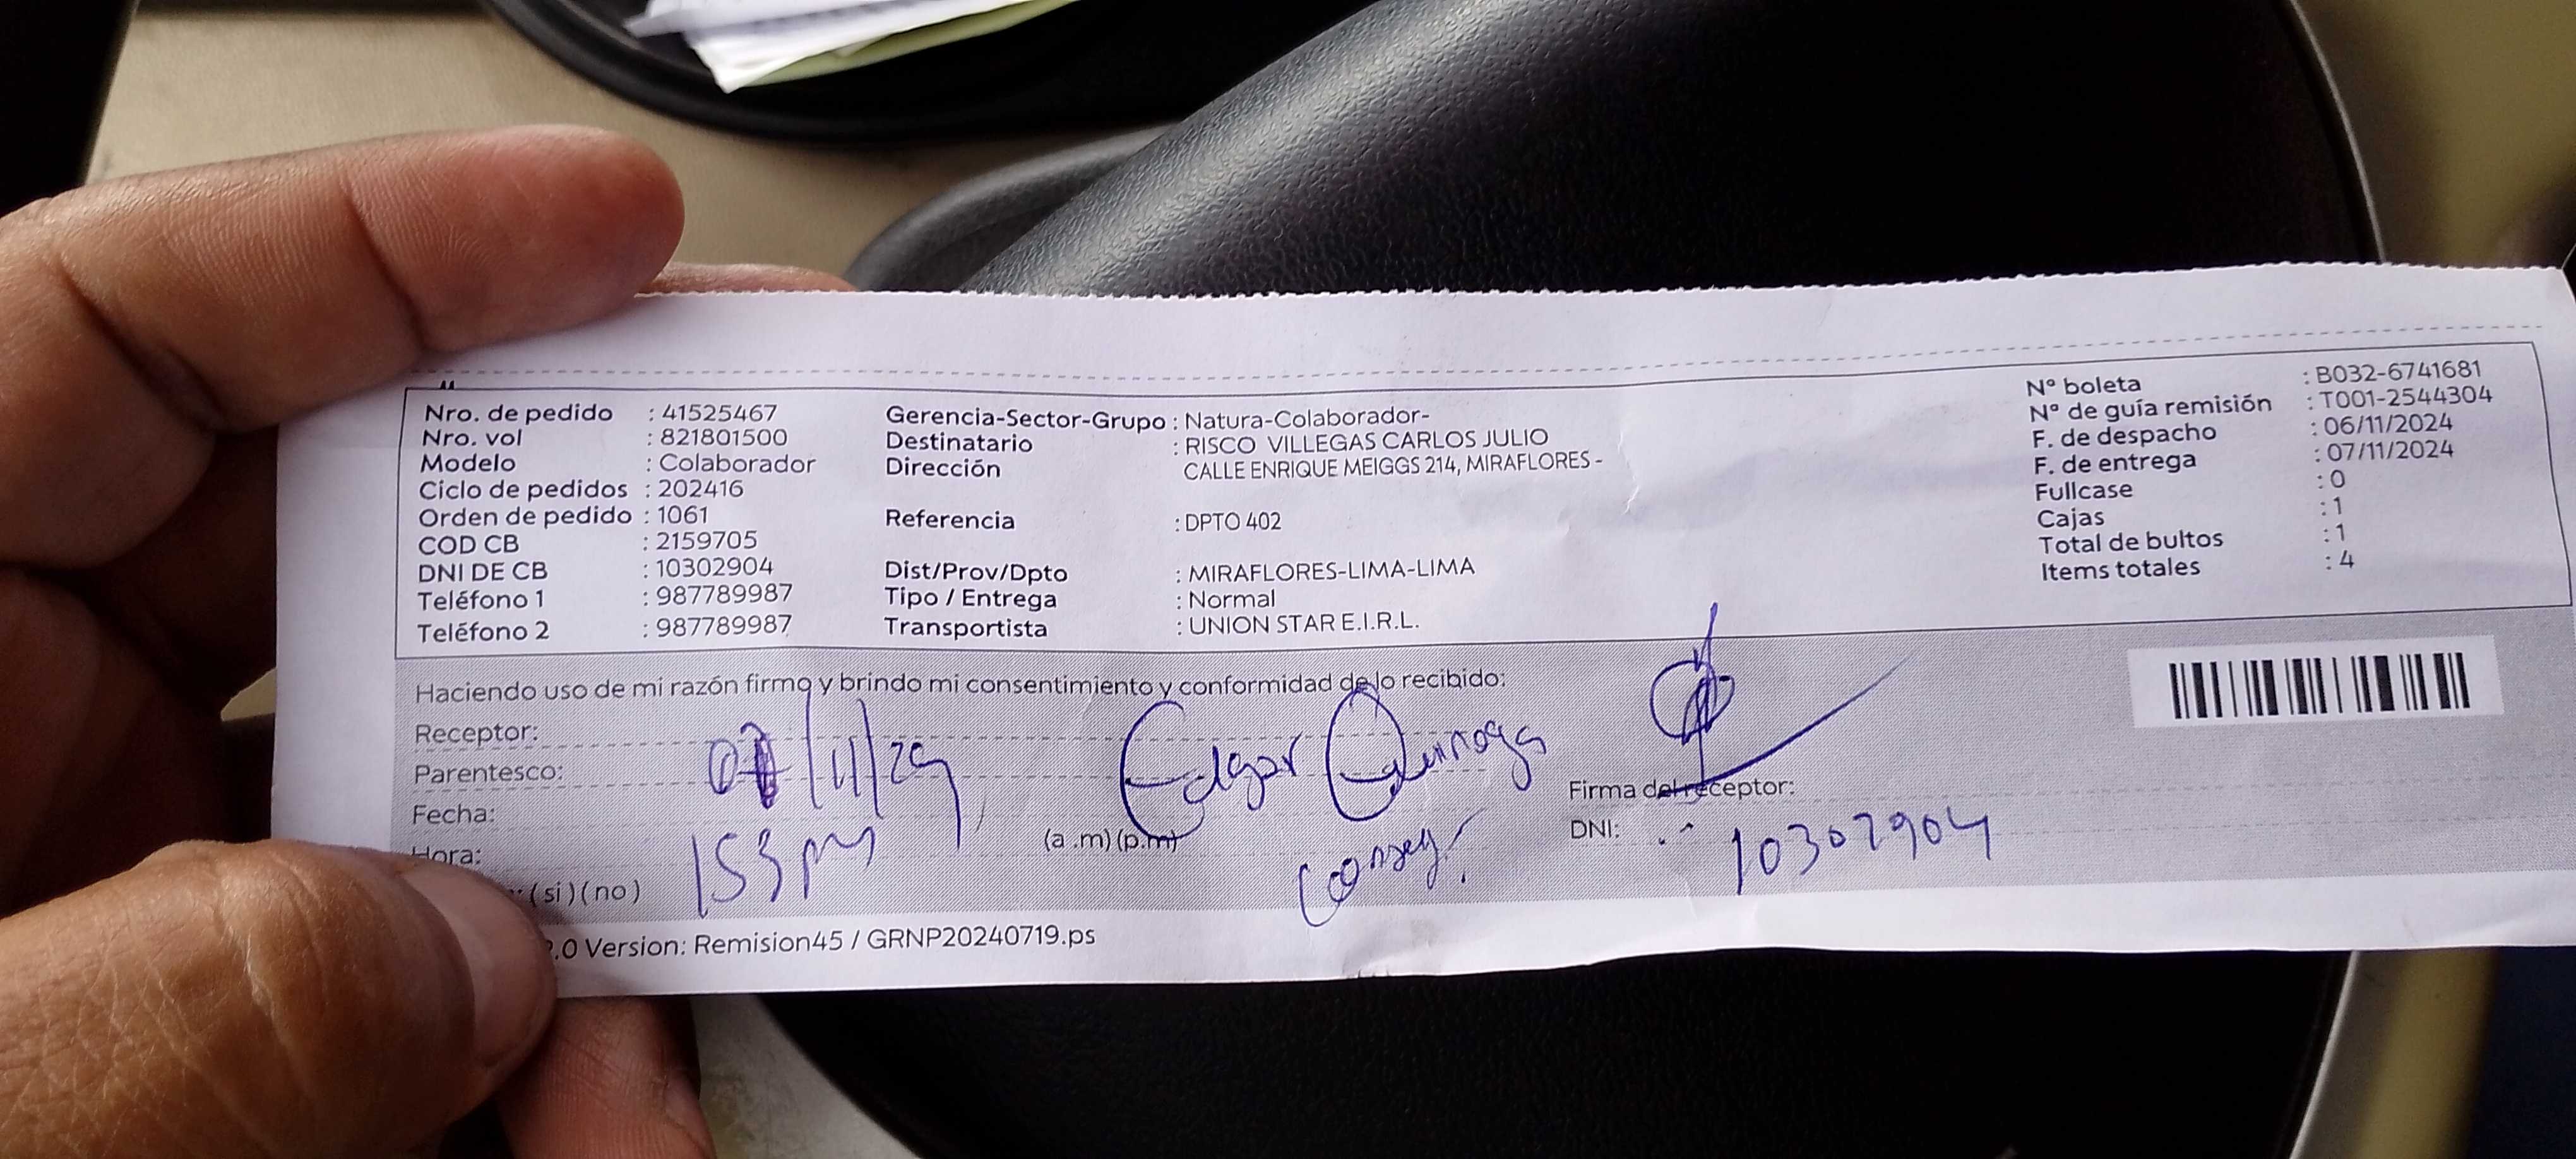 Nro. de pedido : 41525467
Nro. vol : 821801500
Modelo : Colaborador
Ciclo de pedidos : 202416
Orden de pedido : 1061
COD CB : 2159705
DNI DE CB : 10302904
Teléfono 1 : 987789987
Teléfono 2 : 987789987
Gerencia-Sector-Grupo : Natura-Colaborador-
Destinatario : RISCO VILLEGAS CARLOS JULIO
Dirección CALLE ENRIQUE MEIGGS 214, MIRAFLORES -
Referencia : DPTO 402
Dist/Prov/Dpto : MIRAFLORES-LIMA-LIMA
Tipo / Entrega : Normal
Transportista : UNION STAR E.I.R.L.
Nº boleta : B032-6741681
Nº de guía remisión : T001-2544304
F. de despacho : 06/11/2024
F. de entrega : 07/11/2024
Fullcase : 0
Cajas : 1
Total de bultos : 1
Items totales : 4
Haciendo uso de mi razón firmo y brindo mi consentimiento y conformidad de lo recibido:
Receptor: Edgar
Parentesco:
Fecha: 07/11/24
Hora: 153 pm (a .m) (p.m)
(si) (no)
Firma del receptor:
DNI: 10302904
.0 Version: Remision45 / GRNP20240719.ps